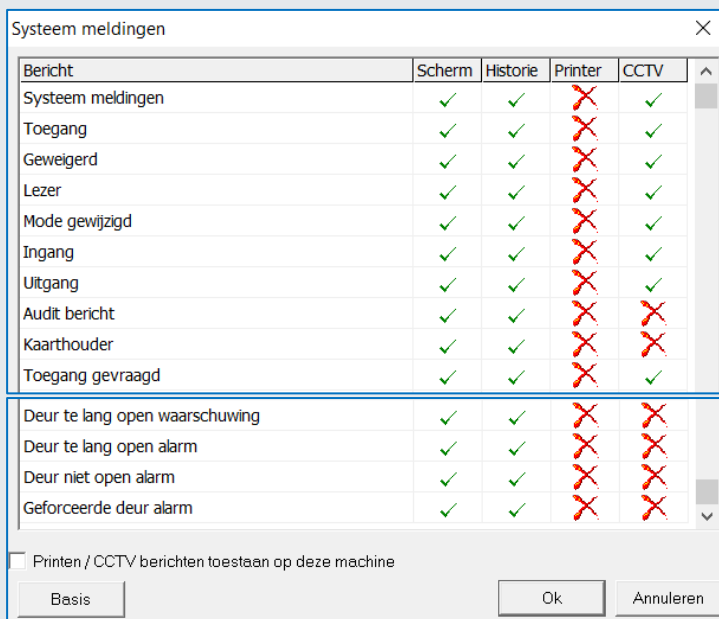 Systeem meldingen
Bericht Scherm Historie Printer CCTV
Systeem meldingen
Toegang
Geweigerd
Lezer
Mode gewijzigd
Ingang
Uitgang
Audit bericht
Kaarthouder
Toegang gevraagd
Deur te lang open waarschuwing
Deur te lang open alarm
Deur niet open alarm
Geforceerde deur alarm
Printen / CCTV berichten toestaan op deze machine
Basis Ok Annuleren